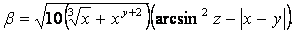 β = √(10(∛x + x^(y+2)))(arcsin² z − |x − y|)